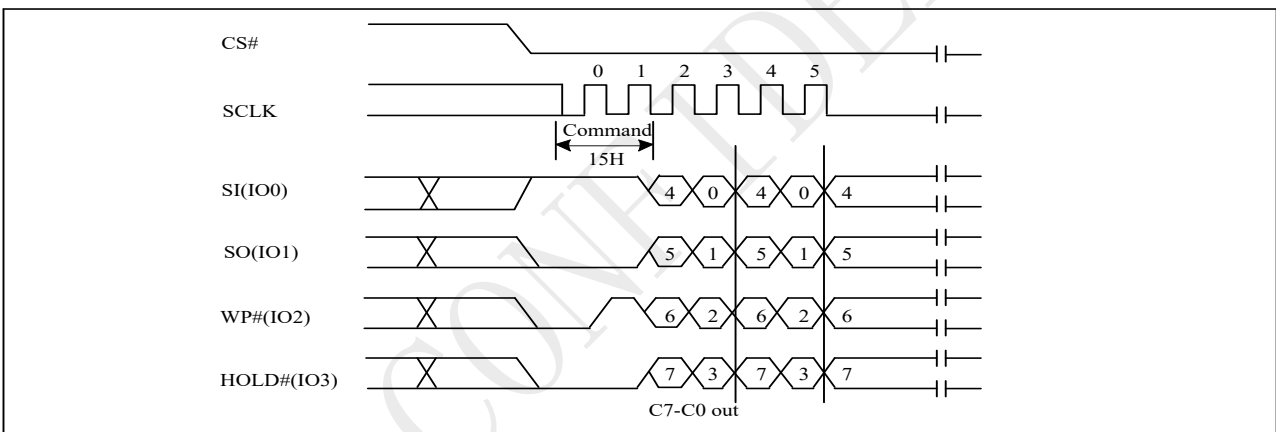 CS#
0 1 2 3 4 5
SCLK
Command
15H
SI(IO0) 4 0 4 0 4
SO(IO1) 5 1 5 1 5
WP#(IO2) 6 2 6 2 6
HOLD#(IO3) 7 3 7 3 7
C7-C0 out